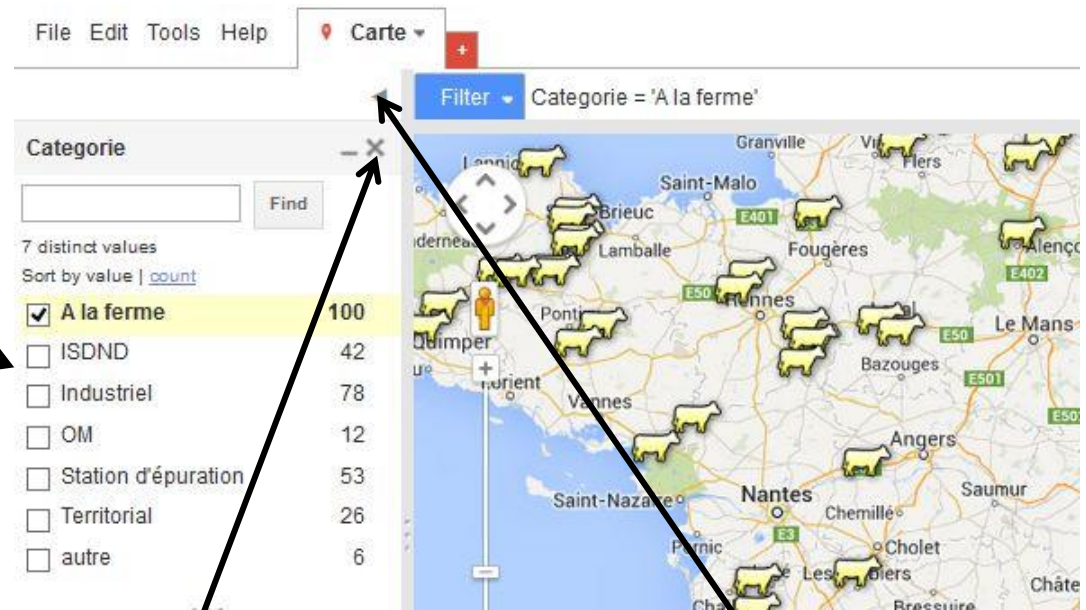 File Edit Tools Help Carte +
Filter Categorie = 'A la ferme'
Categorie
Find
7 distinct values
Sort by value | count
A la ferme 100
ISDND 42
Industriel 78
OM 12
Station d'épuration 53
Territorial 26
autre 6
Granville
Flers
Saint-Malo
Brieuc
E401
Lamballe
Fougères
E402
E50
Le Mans
E50
Quimper
Bazouges
E501
Vannes
Angers
Saint-Nazaire
Nantes
Saumur
Chemillé
E3
Pornic
Cholet
Bressuire